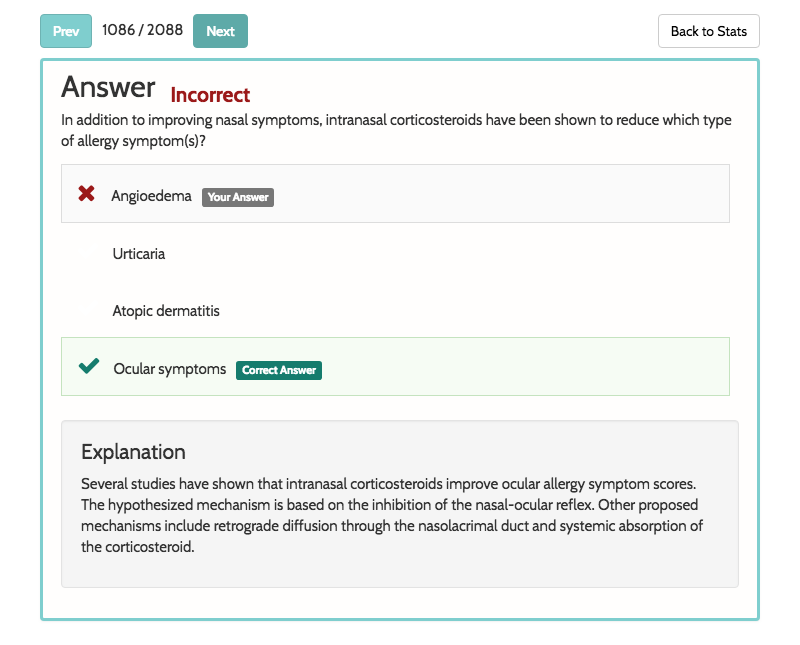 Prev 1086 / 2088 Next Back to Stats
Answer Incorrect
In addition to improving nasal symptoms, intranasal corticosteroids have been shown to reduce which type
of allergy symptom(s)?
Angioedema Your Answer
Urticaria
Atopic dermatitis
Ocular symptoms Correct Answer
Explanation
Several studies have shown that intranasal corticosteroids improve ocular allergy symptom scores.
The hypothesized mechanism is based on the inhibition of the nasal-ocular reflex. Other proposed
mechanisms include retrograde diffusion through the nasolacrimal duct and systemic absorption of
the corticosteroid.